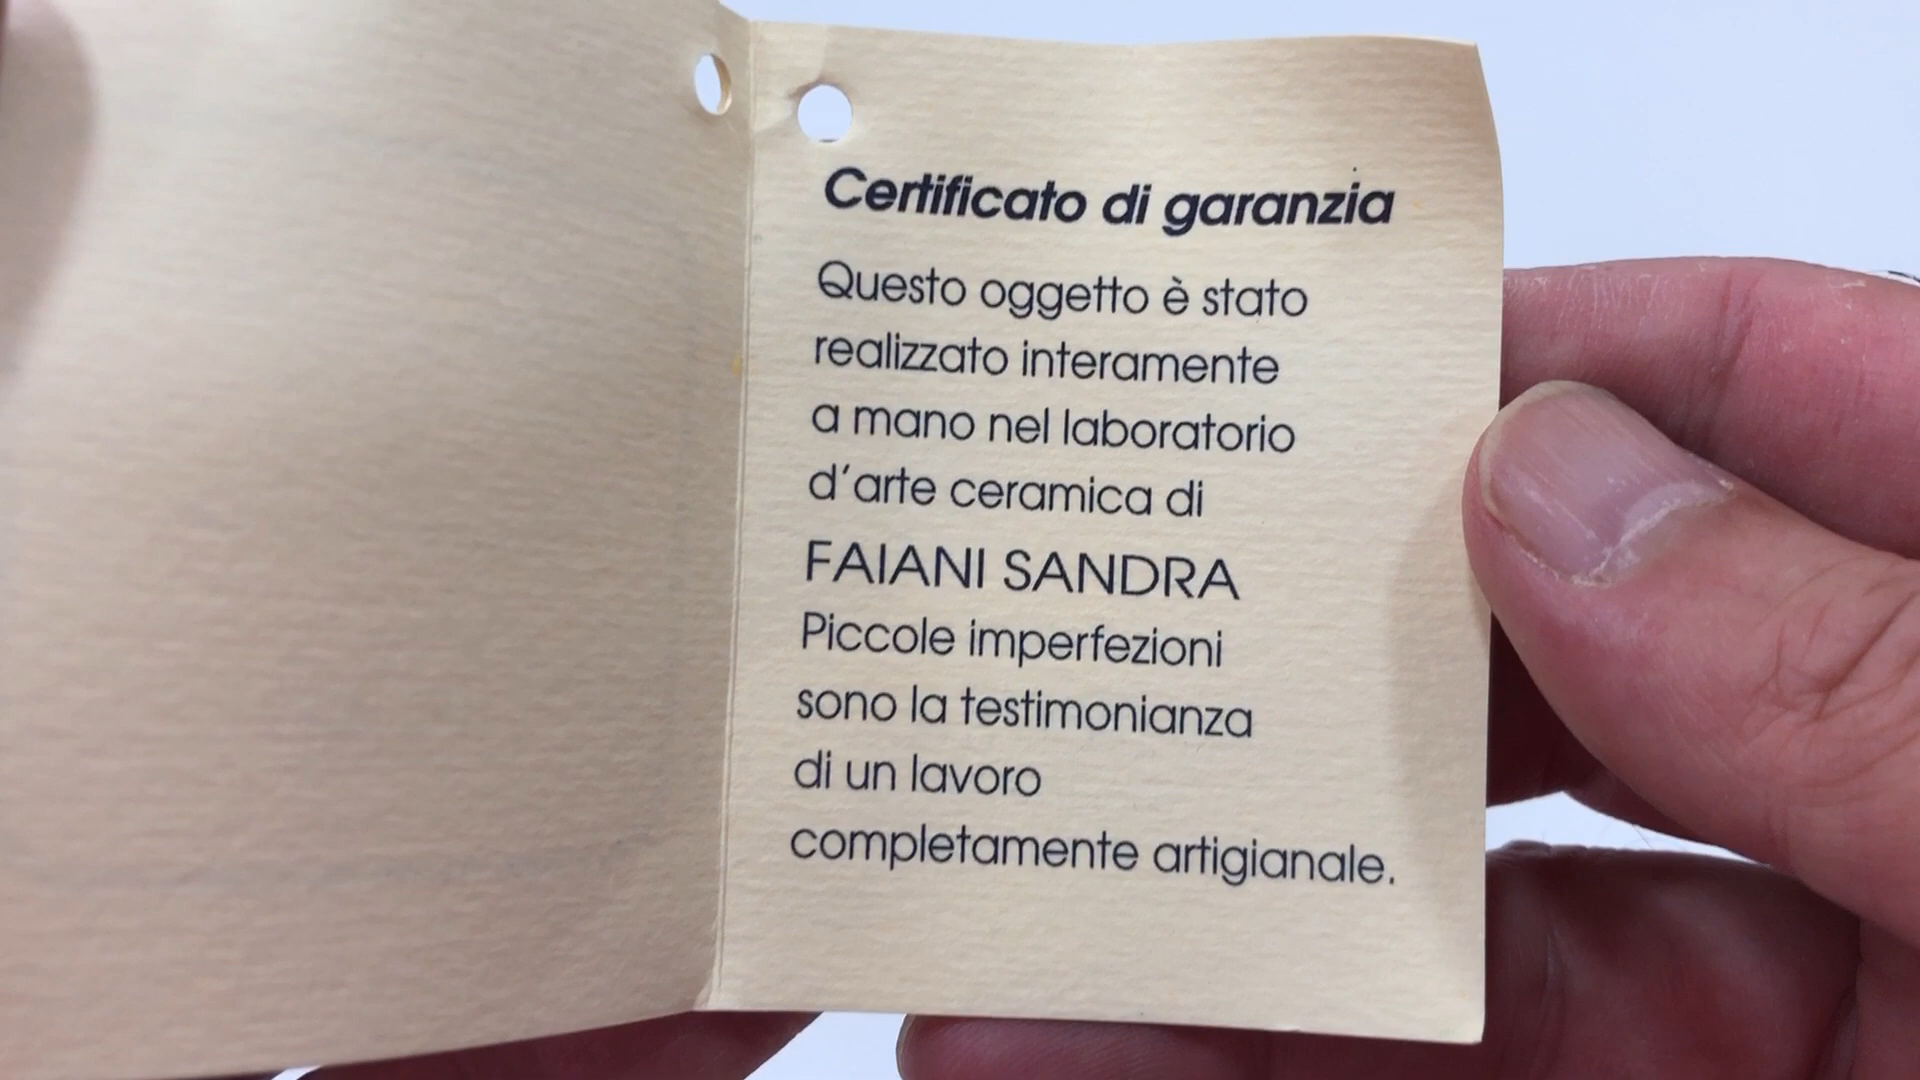 Certificato di garanzia
Questo oggetto è stato
realizzato interamente
a mano nel laboratorio
d'arte ceramica di
FAIANI SANDRA
Piccole imperfezioni
sono la testimonianza
di un lavoro
completamente artigianale.